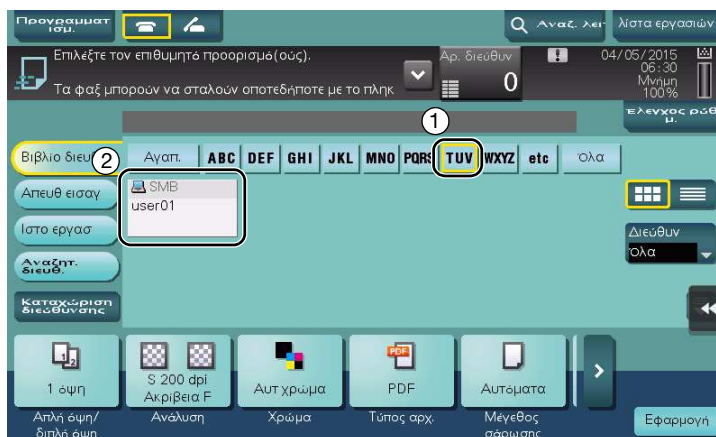 Προγραμματ
ισμ.
Αναζ. λει
λίστα εργασιών
Επιλέξτε τον επιθυμητό προορισμό(ούς).
Τα φαξ μπορούν να σταλούν οποτεδήποτε με το πληκ
Αρ. διεύθυν
0
04/05/2015
06:30
Μνήμη
100%
Έλεγχος ρύθ
μ.
1
2
Βιβλιο διευ
Αγαπ.
ABC
DEF
GHI
JKL
MNO
PQRS
TUV
WXYZ
etc
Όλα
SMB
user01
Απευθ εισαγ
Ιστο εργασ
Αναζητ.
διευθ.
Καταχώριση
διεύθυνσης
Διεύθυν
Όλα
1 όψη
S 200 dpi
Ακρίβεια F
Αυτ χρώμα
PDF
PDF
Αυτόματα
Απλή όψη/
διπλή όψη
Ανάλυση
Χρώμα
Τύπος αρχ.
Μέγεθος
σάρωσης
Εφαρμογή